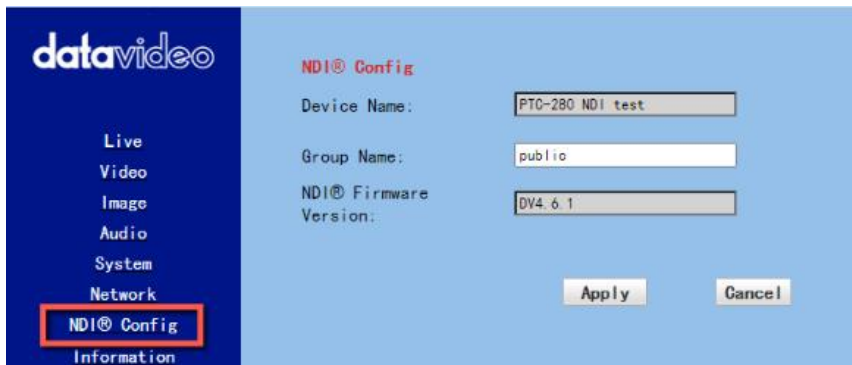 datavideo
Live
Video
Image
Audio
System
Network
NDI® Config
Information
NDI® Config
Device Name:
PTC-280 NDI test
Group Name:
public
NDI® Firmware
Version:
DV4.6.1
Apply
Cancel